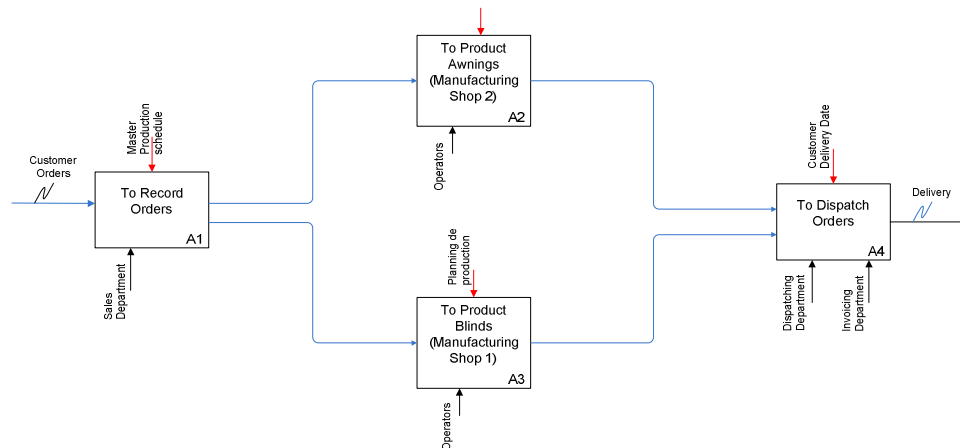 To Product
Awnings
(Manufacturing
Shop 2)
A2
Operators
Master
Production
schedule
Customer
Orders
To Record
Orders
A1
Sales
Department
Customer
Delivery Date
To Dispatch
Orders
A4
Delivery
Dispatching
Department
Invoicing
Department
Planning de
production
To Product
Blinds
(Manufacturing
Shop 1)
A3
Operators